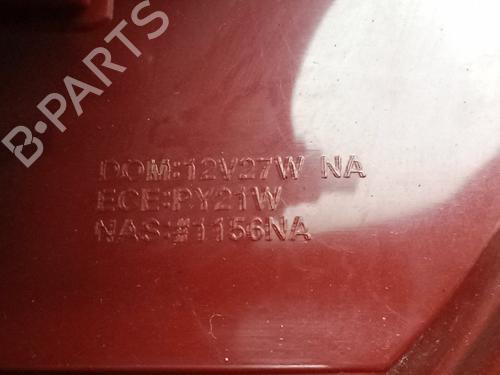 B-PARTS
DOM:12V27W NA
ECE:PY21W
NAS:#1156NA